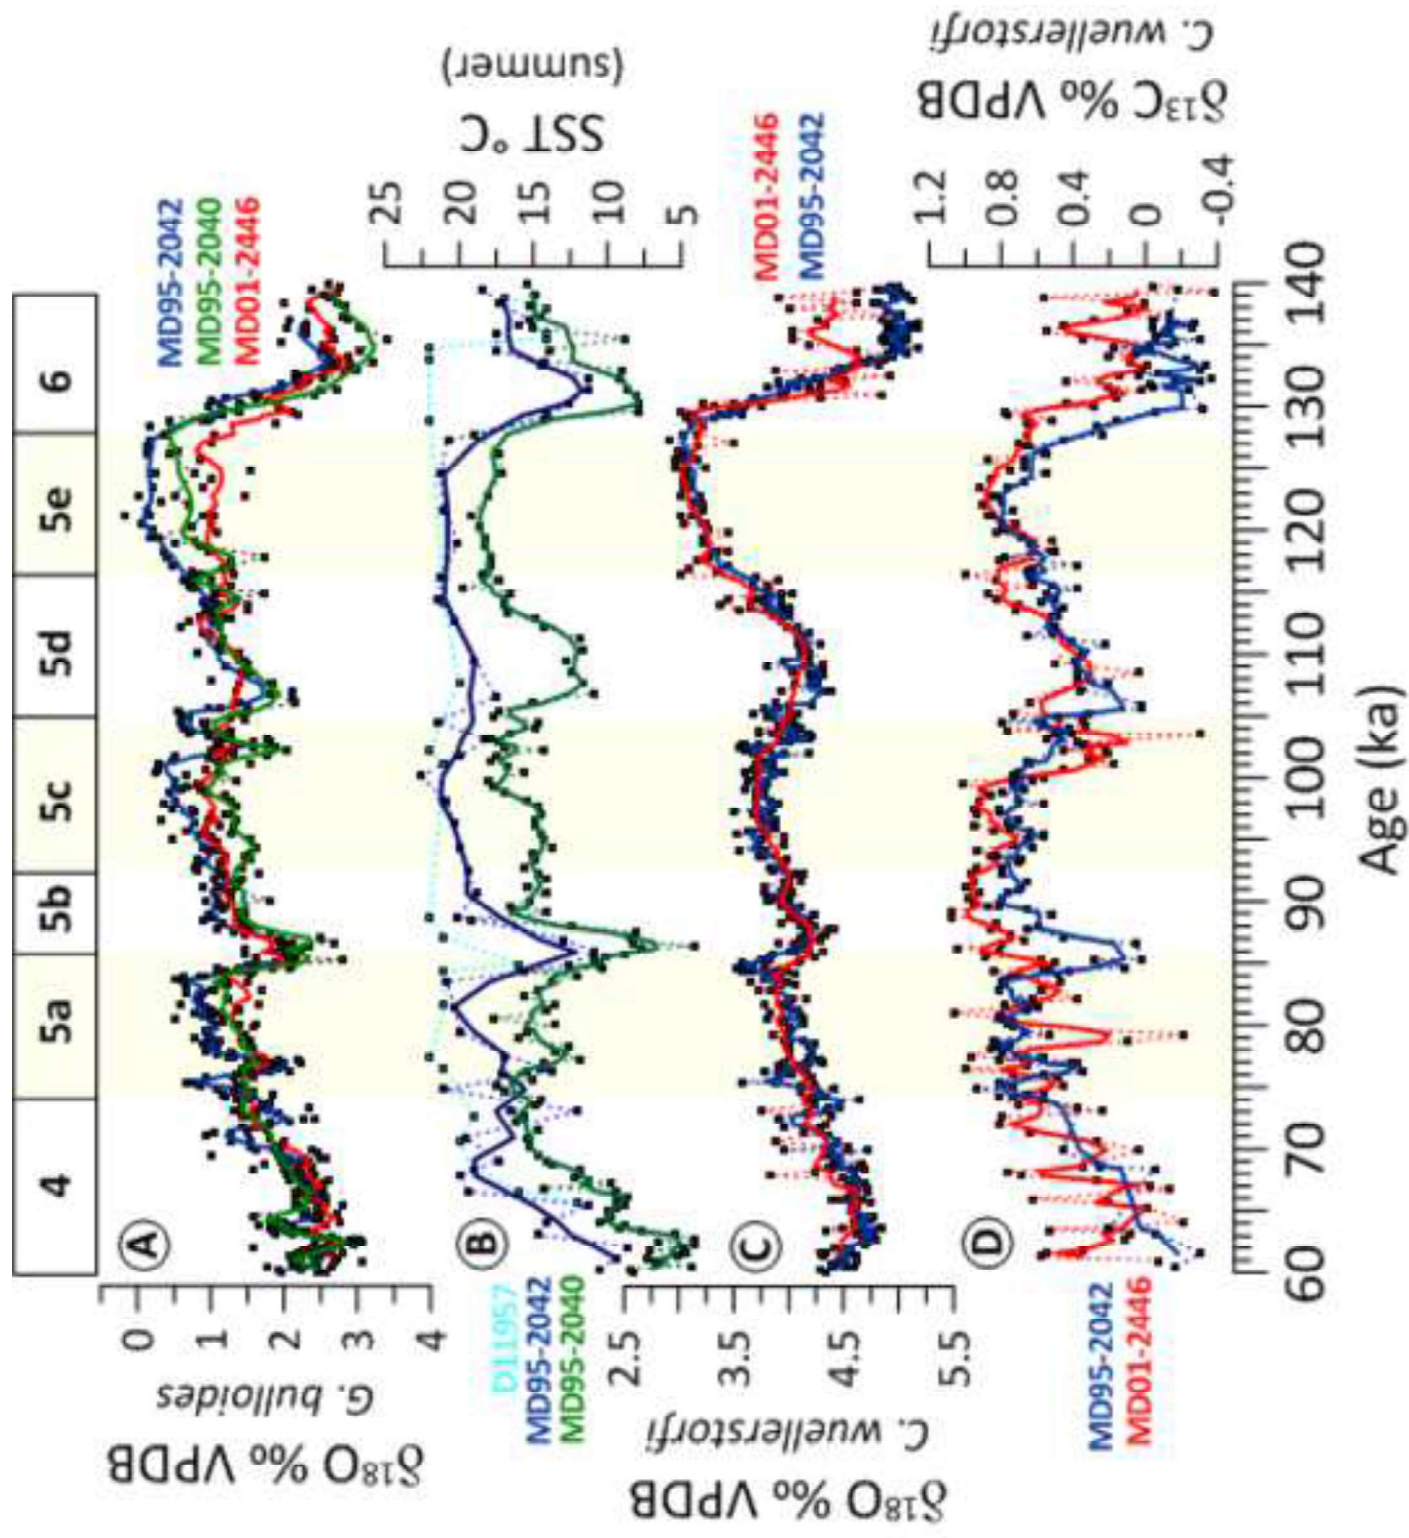 4 5a 5b 5c 5d 5e 6
A
0
1
2
3
4
G. bulloides
δ18O ‰ VPDB
MD95-2042
MD95-2040
MD01-2446
B
25
20
15
10
5
SST °C
(summer)
D11957
MD95-2042
MD95-2040
C
2.5
3.5
4.5
5.5
C. wuellerstorfi
δ18O ‰ VPDB
MD01-2446
MD95-2042
D
1.2
0.8
0.4
0
-0.4
δ13C ‰ VPDB
C. wuellerstorfi
MD95-2042
MD01-2446
60 70 80 90 100 110 120 130 140
Age (ka)